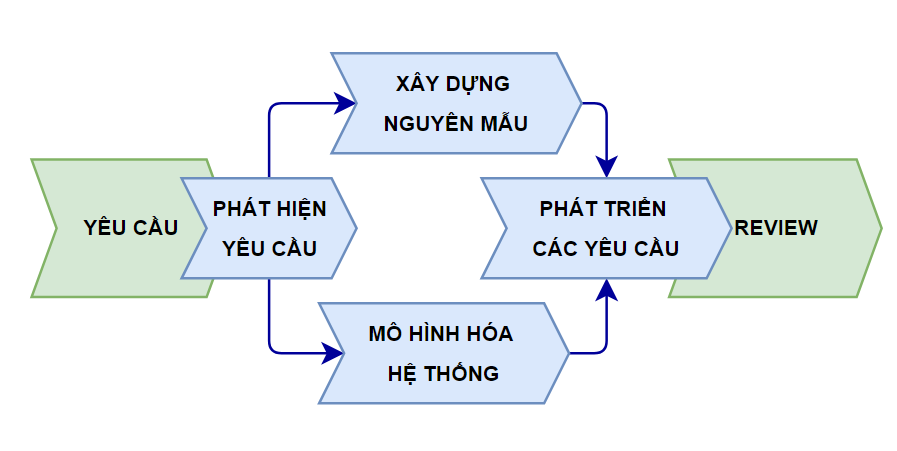 YÊU CẦU
PHÁT HIỆN
YÊU CẦU
XÂY DỰNG
NGUYÊN MẪU
MÔ HÌNH HÓA
HỆ THỐNG
PHÁT TRIỂN
CÁC YÊU CẦU
REVIEW